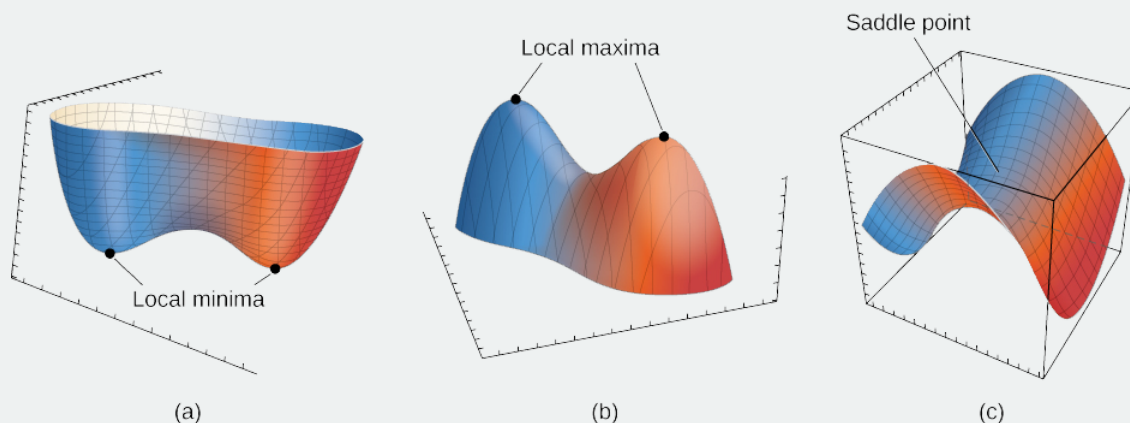 Saddle point
Local maxima
Local minima
(a)
(b)
(c)